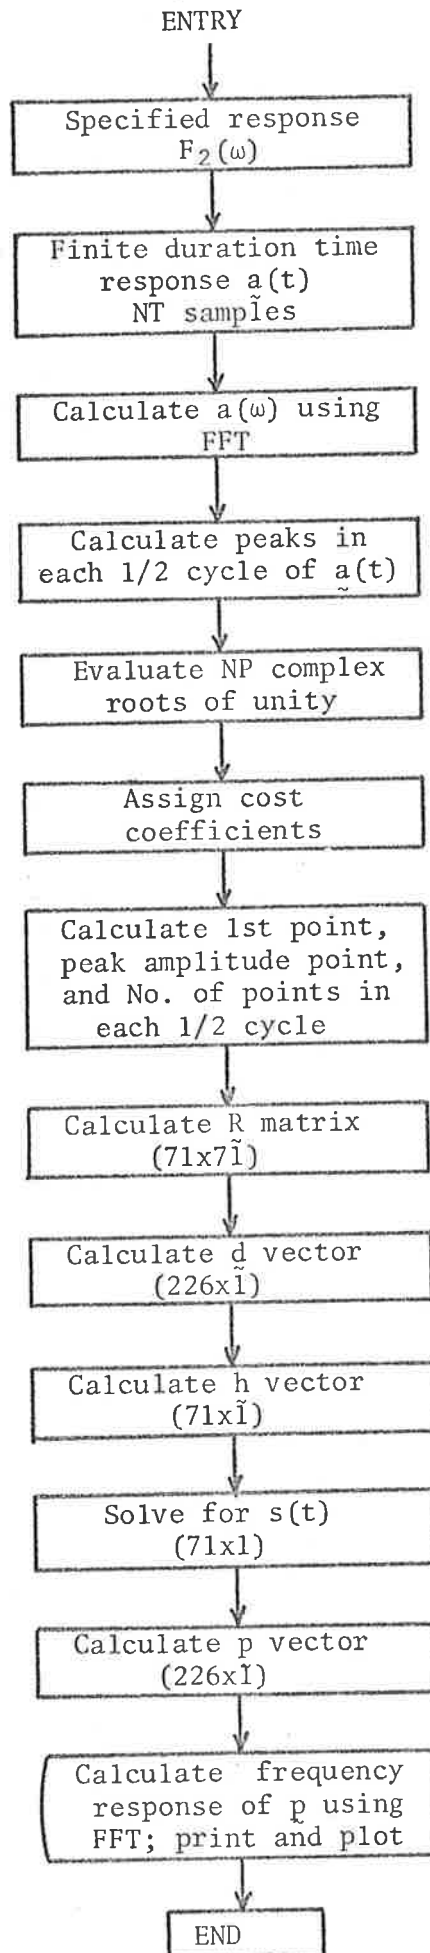 ENTRY
Specified response
F₂(ω)
Finite duration time
response a(t)
NT samples
Calculate a(ω) using
FFT
Calculate peaks in
each 1/2 cycle of a̰(t)
Evaluate NP complex
roots of unity
Assign cost
coefficients
Calculate 1st point,
peak amplitude point,
and No. of points in
each 1/2 cycle
Calculate R̰ matrix
(71x71)
Calculate d̰ vector
(226x1)
Calculate h̰ vector
(71x1)
Solve for s(t)
(71x1)
Calculate p̰ vector
(226x1)
Calculate frequency
response of p̰ using
FFT; print and plot
END